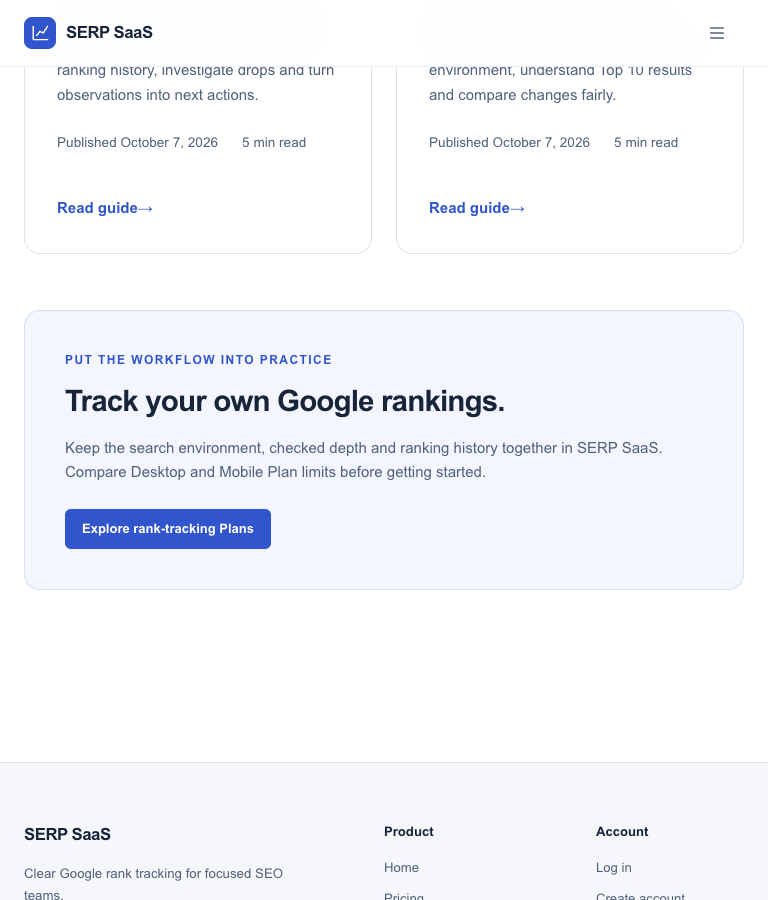 SERP SaaS
ranking history, investigate drops and turn
observations into next actions.
Published October 7, 2026 5 min read
Read guide→
environment, understand Top 10 results
and compare changes fairly.
Published October 7, 2026 5 min read
Read guide→
PUT THE WORKFLOW INTO PRACTICE
Track your own Google rankings.
Keep the search environment, checked depth and ranking history together in SERP SaaS.
Compare Desktop and Mobile Plan limits before getting started.
Explore rank-tracking Plans
SERP SaaS
Clear Google rank tracking for focused SEO
teams.
Product
Home
Pricing
Account
Log in
Create account